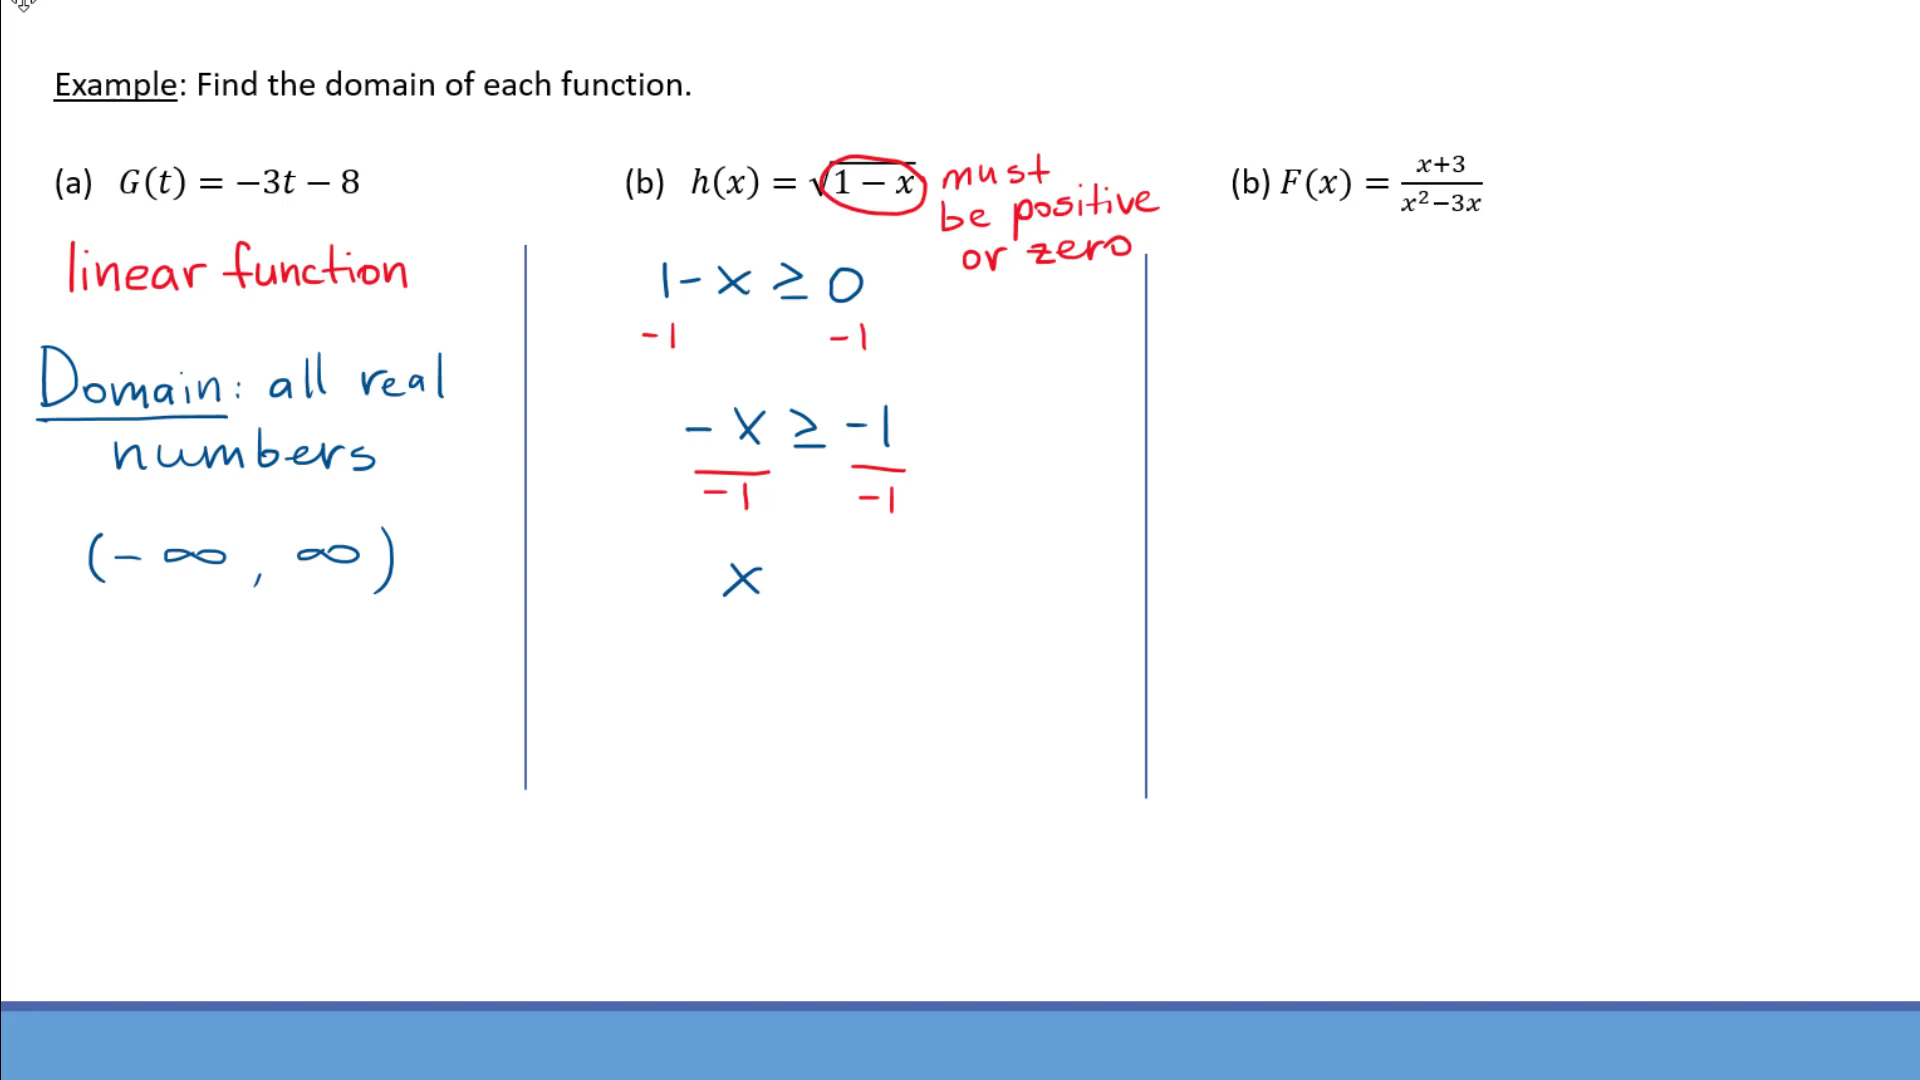 Example: Find the domain of each function.
(a) G(t) = −3t − 8
linear function
Domain: all real
numbers
(-∞, ∞)
(b) h(x) = √1 − x
must
be positive
or zero
1-x ≥ 0
-1 -1
-x ≥ -1
-1 -1
x
(b) F(x) = x+3
x²−3x